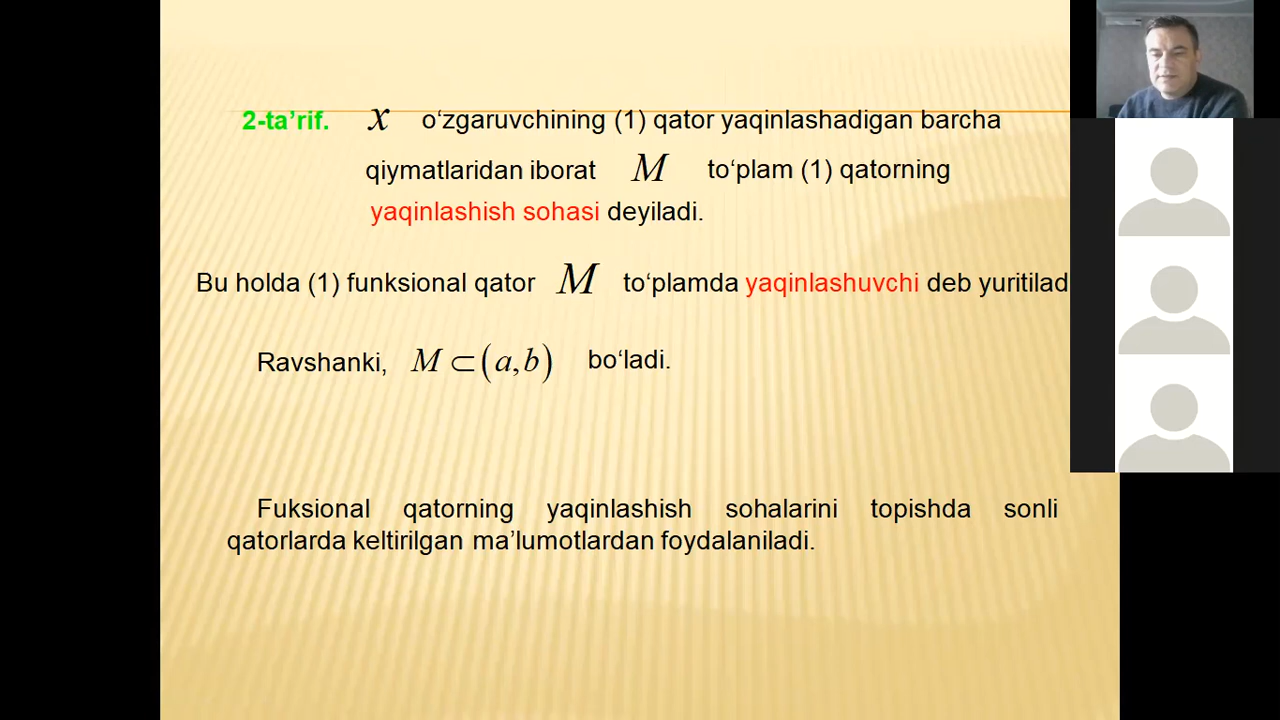 2-ta’rif. x o‘zgaruvchining (1) qator yaqinlashadigan barcha
qiymatlaridan iborat M to‘plam (1) qatorning
yaqinlashish sohasi deyiladi.
Bu holda (1) funksional qator M to‘plamda yaqinlashuvchi deb yuritilad
Ravshanki, M ⊂ (a,b) bo‘ladi.
Fuksional qatorning yaqinlashish sohalarini topishda sonli
qatorlarda keltirilgan ma’lumotlardan foydalaniladi.